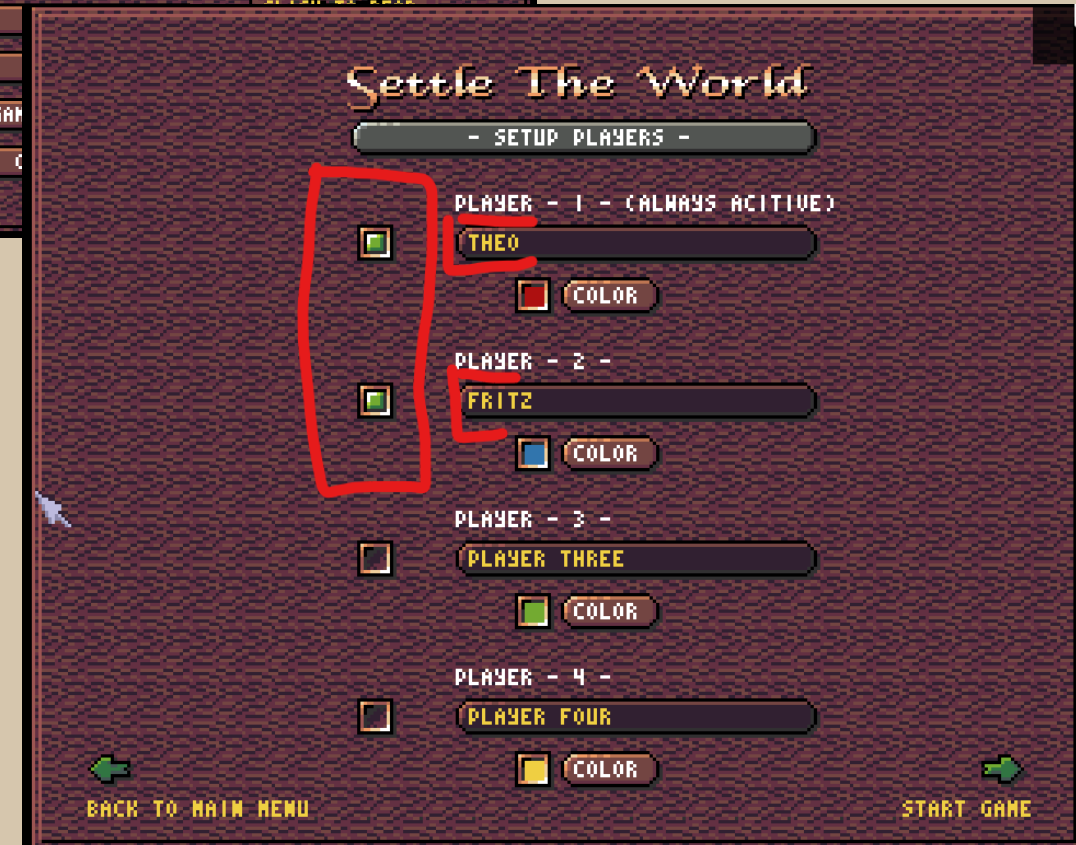 Settle The World
- SETUP PLAYERS -
PLAYER - 1 - (ALWAYS ACITIVE)
THEO
COLOR
PLAYER - 2 -
FRITZ
COLOR
PLAYER - 3 -
PLAYER THREE
COLOR
PLAYER - 4 -
PLAYER FOUR
COLOR
BACK TO MAIN MENU
START GAME